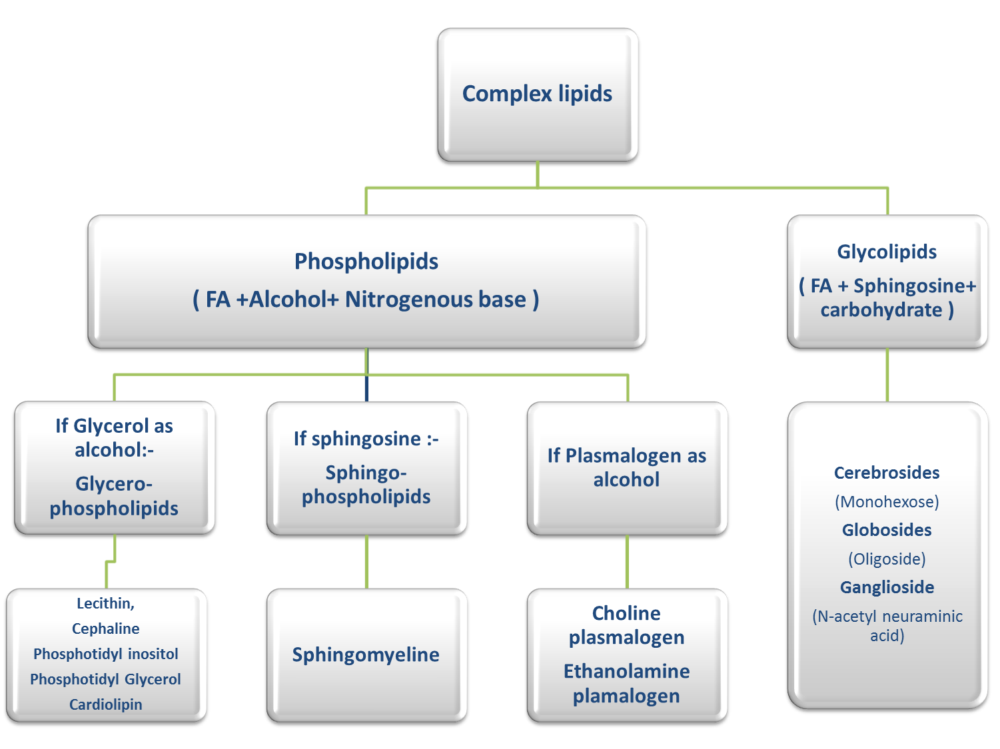 Complex lipids
Phospholipids
( FA +Alcohol+ Nitrogenous base )
Glycolipids
( FA + Sphingosine+
carbohydrate )
If Glycerol as
alcohol:-
Glycero-
phospholipids
If sphingosine :-
Sphingo-
phospholipids
If Plasmalogen as
alcohol
Cerebrosides
(Monohexose)
Globosides
(Oligoside)
Ganglioside
(N-acetyl neuraminic
acid)
Lecithin,
Cephaline
Phosphotidyl inositol
Phosphotidyl Glycerol
Cardiolipin
Sphingomyeline
Choline
plasmalogen
Ethanolamine
plamalogen